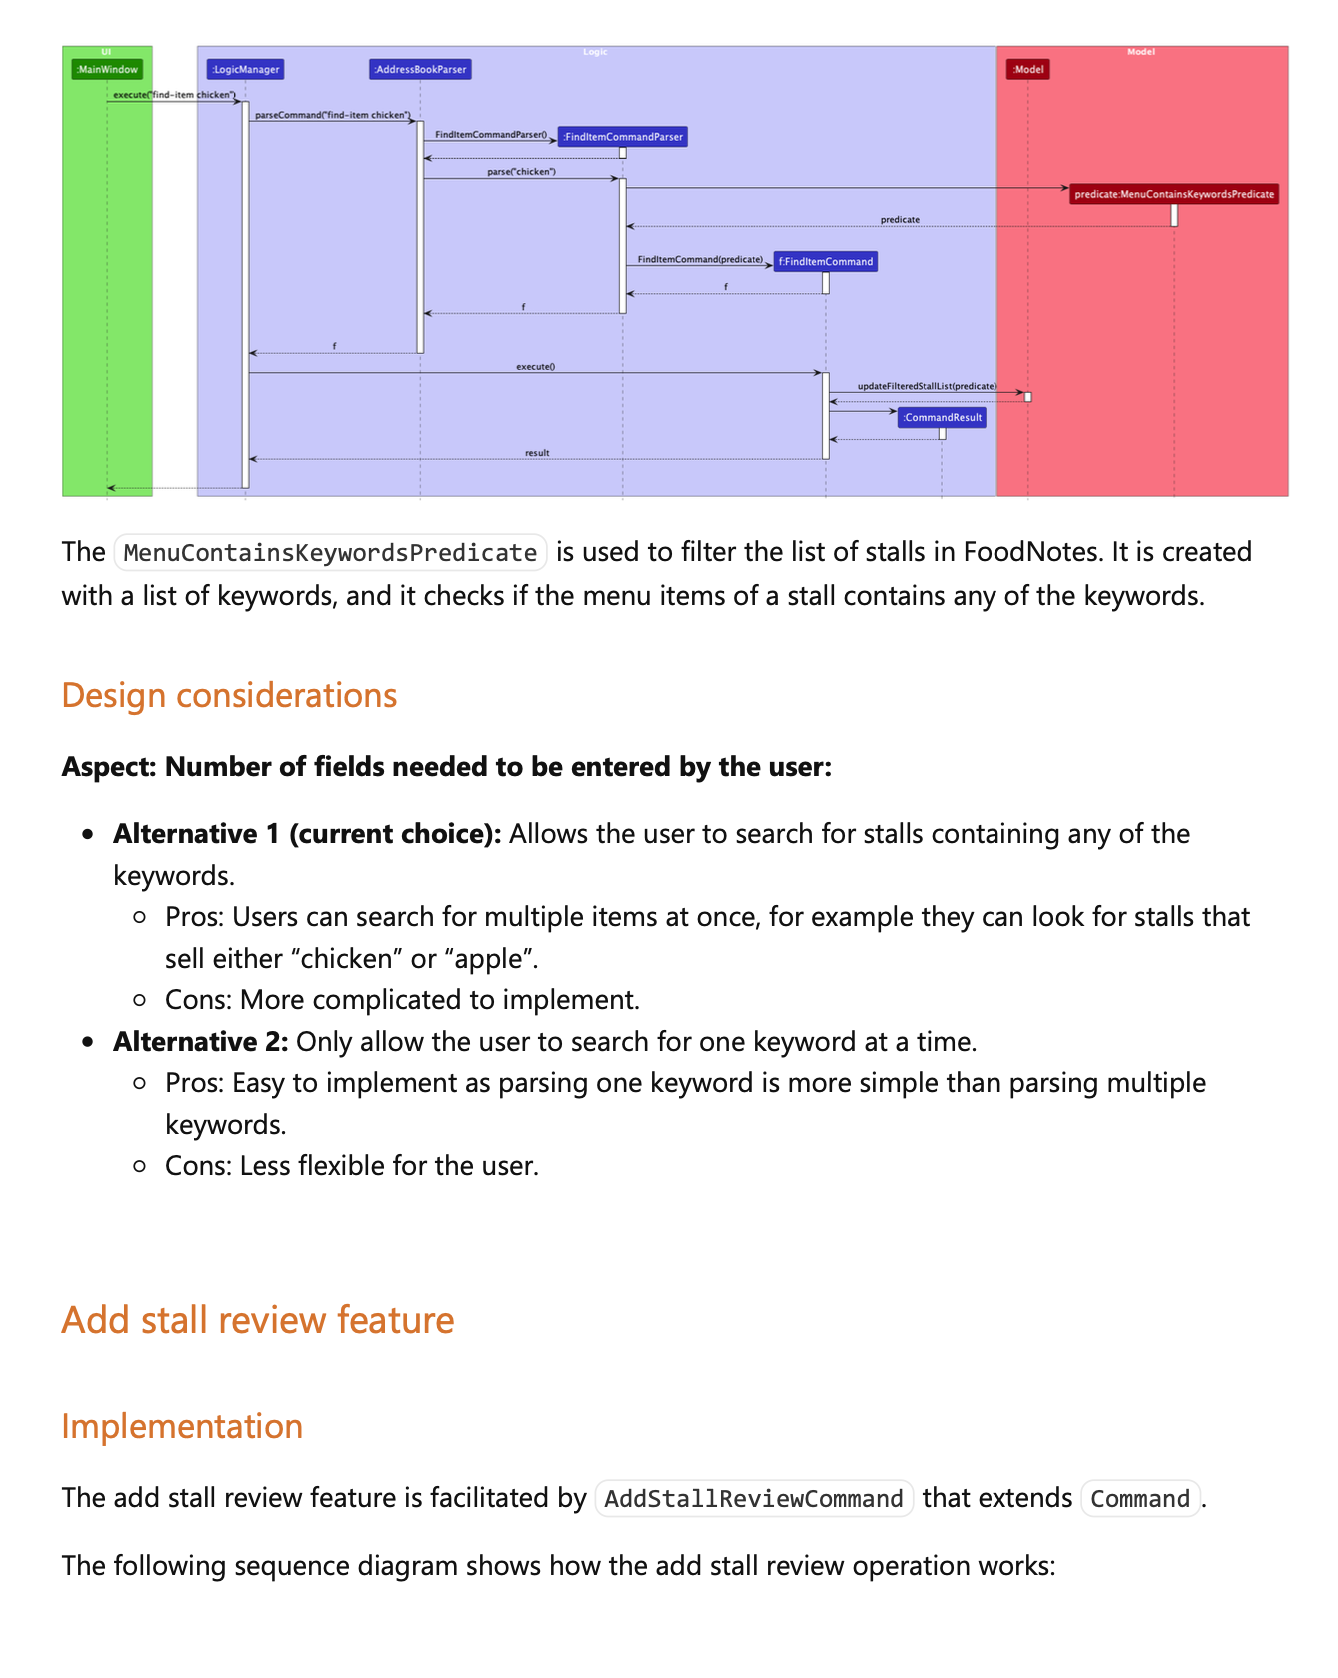 UI
Logic
Model
:MainWindow
:LogicManager
:AddressBookParser
:Model
execute("find-item chicken")
parseCommand("find-item chicken")
FindItemCommandParser()
:FindItemCommandParser
parse("chicken")
predicate:MenuContainsKeywordsPredicate
predicate
FindItemCommand(predicate)
f:FindItemCommand
f
f
f
execute()
updateFilteredStallList(predicate)
:CommandResult
result
The MenuContainsKeywordsPredicate is used to filter the list of stalls in FoodNotes. It is created
with a list of keywords, and it checks if the menu items of a stall contains any of the keywords.
Design considerations
Aspect: Number of fields needed to be entered by the user:
• Alternative 1 (current choice): Allows the user to search for stalls containing any of the
keywords.
○ Pros: Users can search for multiple items at once, for example they can look for stalls that
sell either “chicken” or “apple”.
○ Cons: More complicated to implement.
• Alternative 2: Only allow the user to search for one keyword at a time.
○ Pros: Easy to implement as parsing one keyword is more simple than parsing multiple
keywords.
○ Cons: Less flexible for the user.
Add stall review feature
Implementation
The add stall review feature is facilitated by AddStallReviewCommand that extends Command.
The following sequence diagram shows how the add stall review operation works: